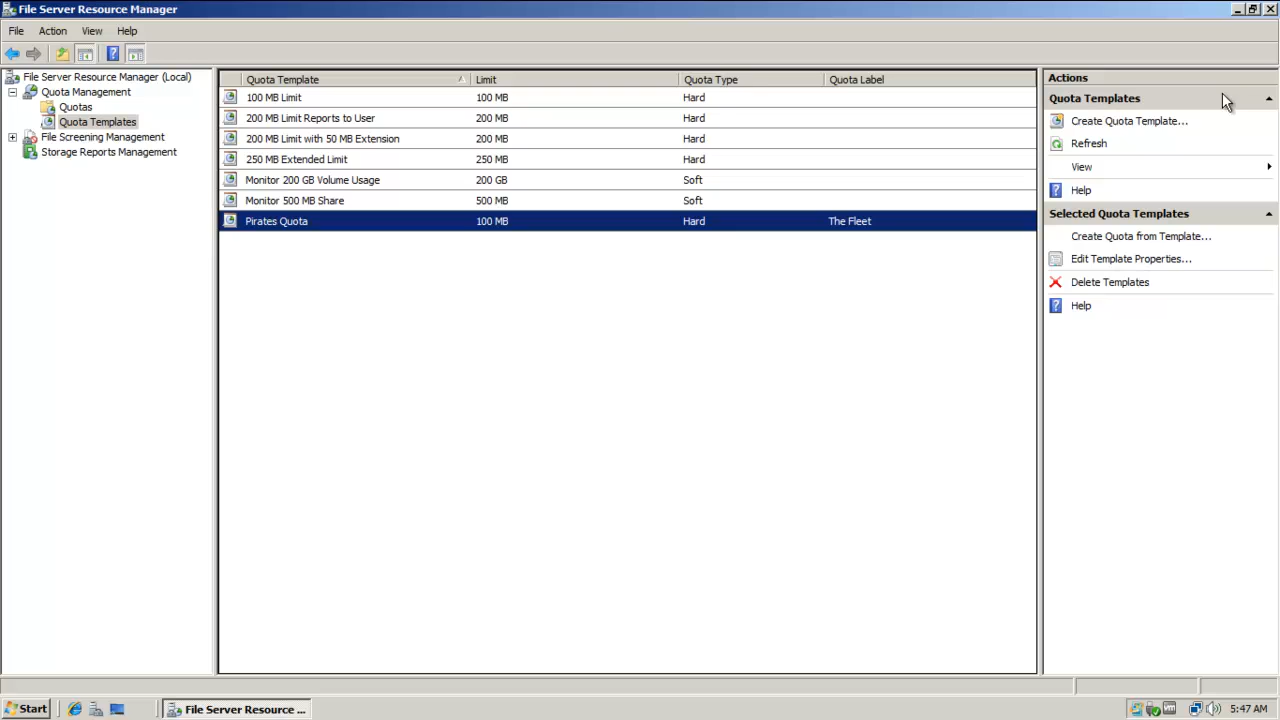 File Server Resource Manager
File Action View Help
File Server Resource Manager (Local)
Quota Management
Quotas
Quota Templates
File Screening Management
Storage Reports Management
Quota Template Limit Quota Type Quota Label
100 MB Limit 100 MB Hard
200 MB Limit Reports to User 200 MB Hard
200 MB Limit with 50 MB Extension 200 MB Hard
250 MB Extended Limit 250 MB Hard
Monitor 200 GB Volume Usage 200 GB Soft
Monitor 500 MB Share 500 MB Soft
Pirates Quota 100 MB Hard The Fleet
Actions
Quota Templates
Create Quota Template...
Refresh
View
Help
Selected Quota Templates
Create Quota from Template...
Edit Template Properties...
Delete Templates
Help
Start File Server Resource ... 5:47 AM